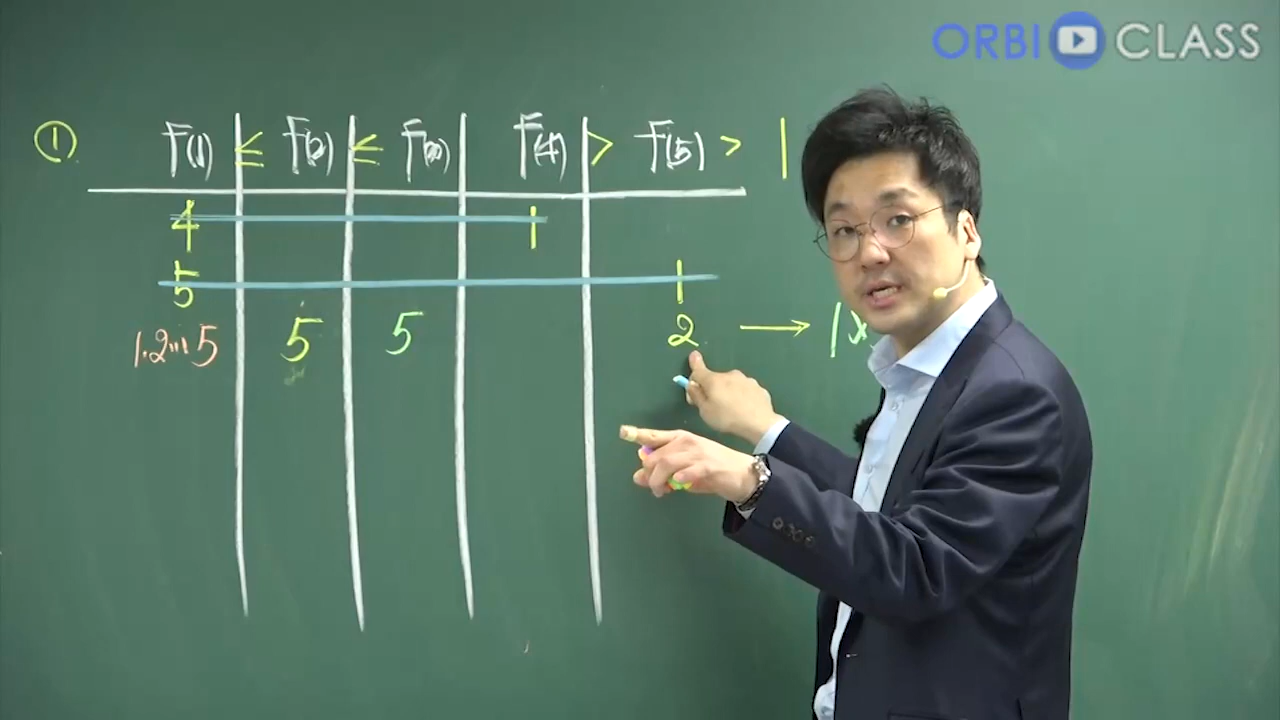 ORBI CLASS
① F(1) ≤ F(2) ≤ F(3) F(4) > F(5) > 1
4 1
5 1
1.2...5 5 5 2 → 1×